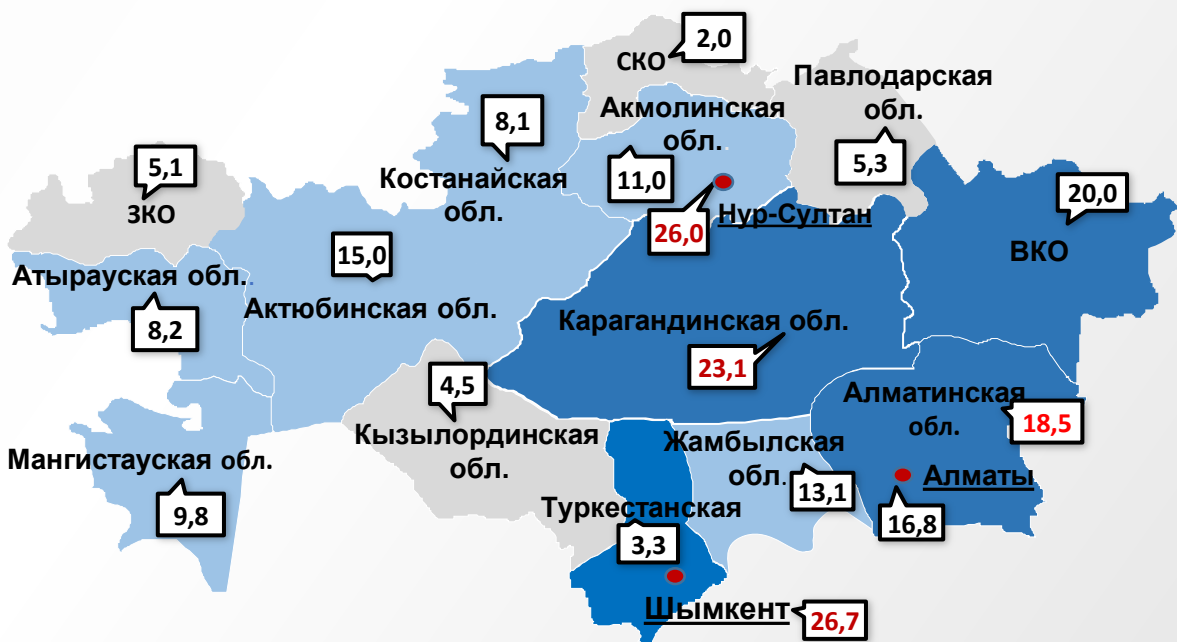 2,0
СКО
Павлодарская
обл.
5,3
Акмолинская
обл.
11,0
8,1
Костанайская
обл.
26,0
Нур-Султан
5,1
ЗКО
20,0
ВКО
Атырауская обл.
8,2
15,0
Актюбинская обл.
Карагандинская обл.
23,1
4,5
Кызылординская
обл.
Алматинская
обл.
18,5
Жамбылская
обл.
13,1
Алматы
16,8
Мангистауская обл.
9,8
Туркестанская
3,3
Шымкент
26,7